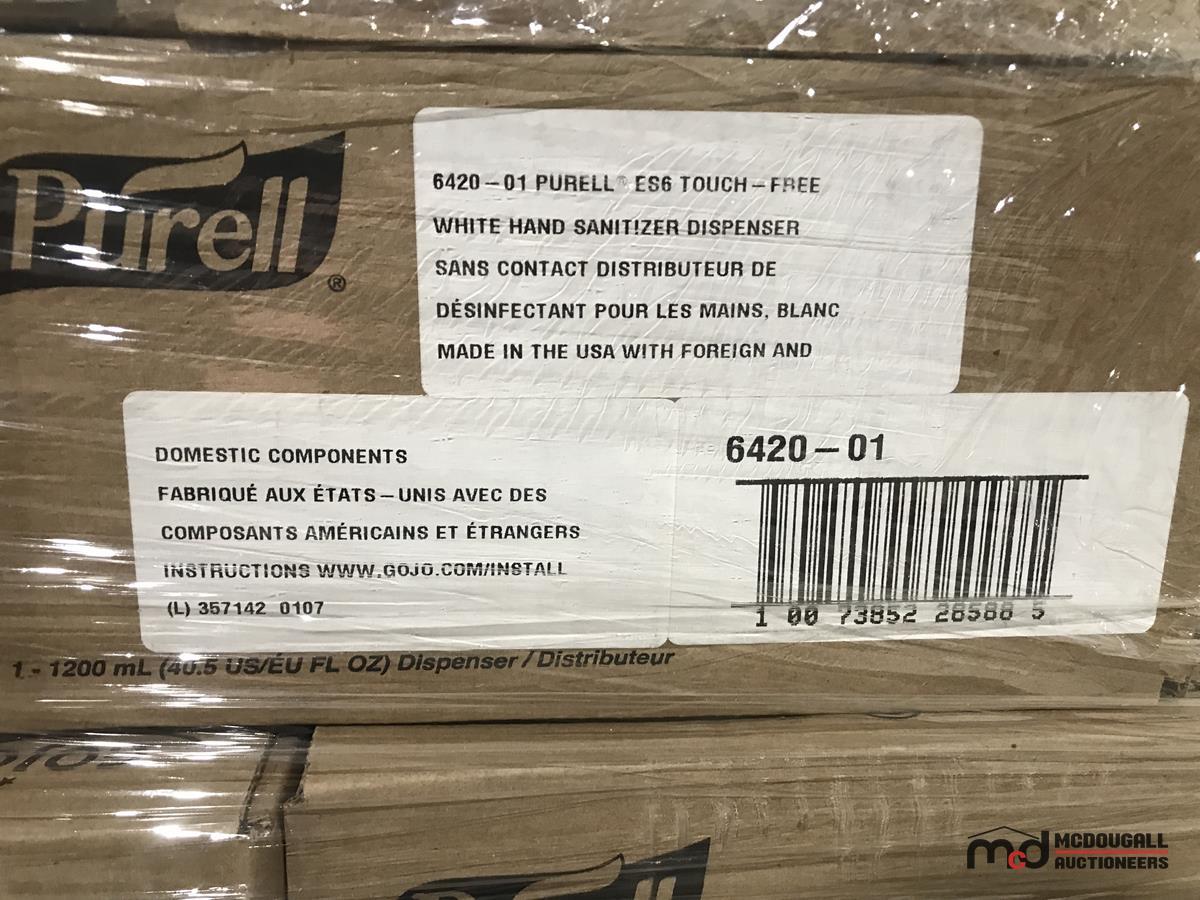 Purell®
6420-01 PURELL® ES6 TOUCH-FREE
WHITE HAND SANITIZER DISPENSER
SANS CONTACT DISTRIBUTEUR DE
DÉSINFECTANT POUR LES MAINS, BLANC
MADE IN THE USA WITH FOREIGN AND
DOMESTIC COMPONENTS
FABRIQUÉ AUX ÉTATS-UNIS AVEC DES
COMPOSANTS AMÉRICAINS ET ÉTRANGERS
INSTRUCTIONS WWW.GOJO.COM/INSTALL
(L) 357142 0107
6420-01
1 00 73852 28588 5
1 - 1200 mL (40.5 US/ÉU FL OZ) Dispenser / Distributeur
Purell
mcd MCDOUGALL
AUCTIONEERS